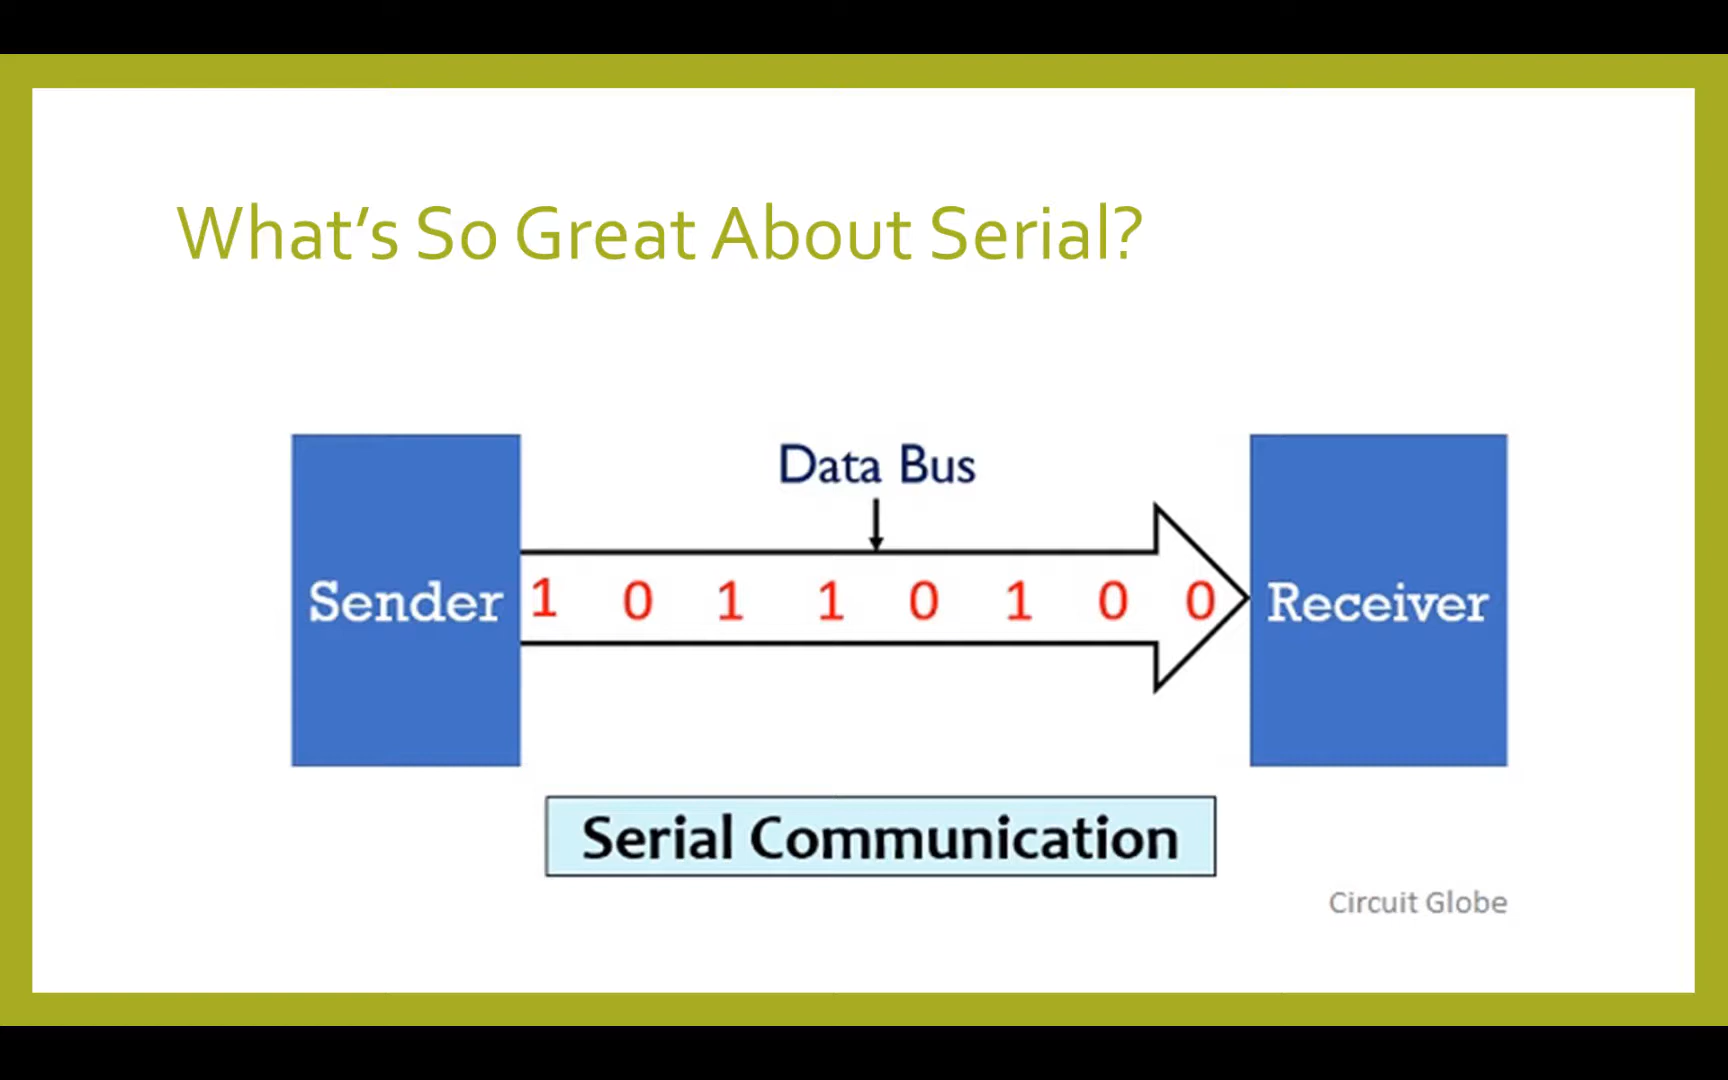 What's So Great About Serial?
Data Bus
Sender 1 0 1 1 0 1 0 0 Receiver
Serial Communication
Circuit Globe